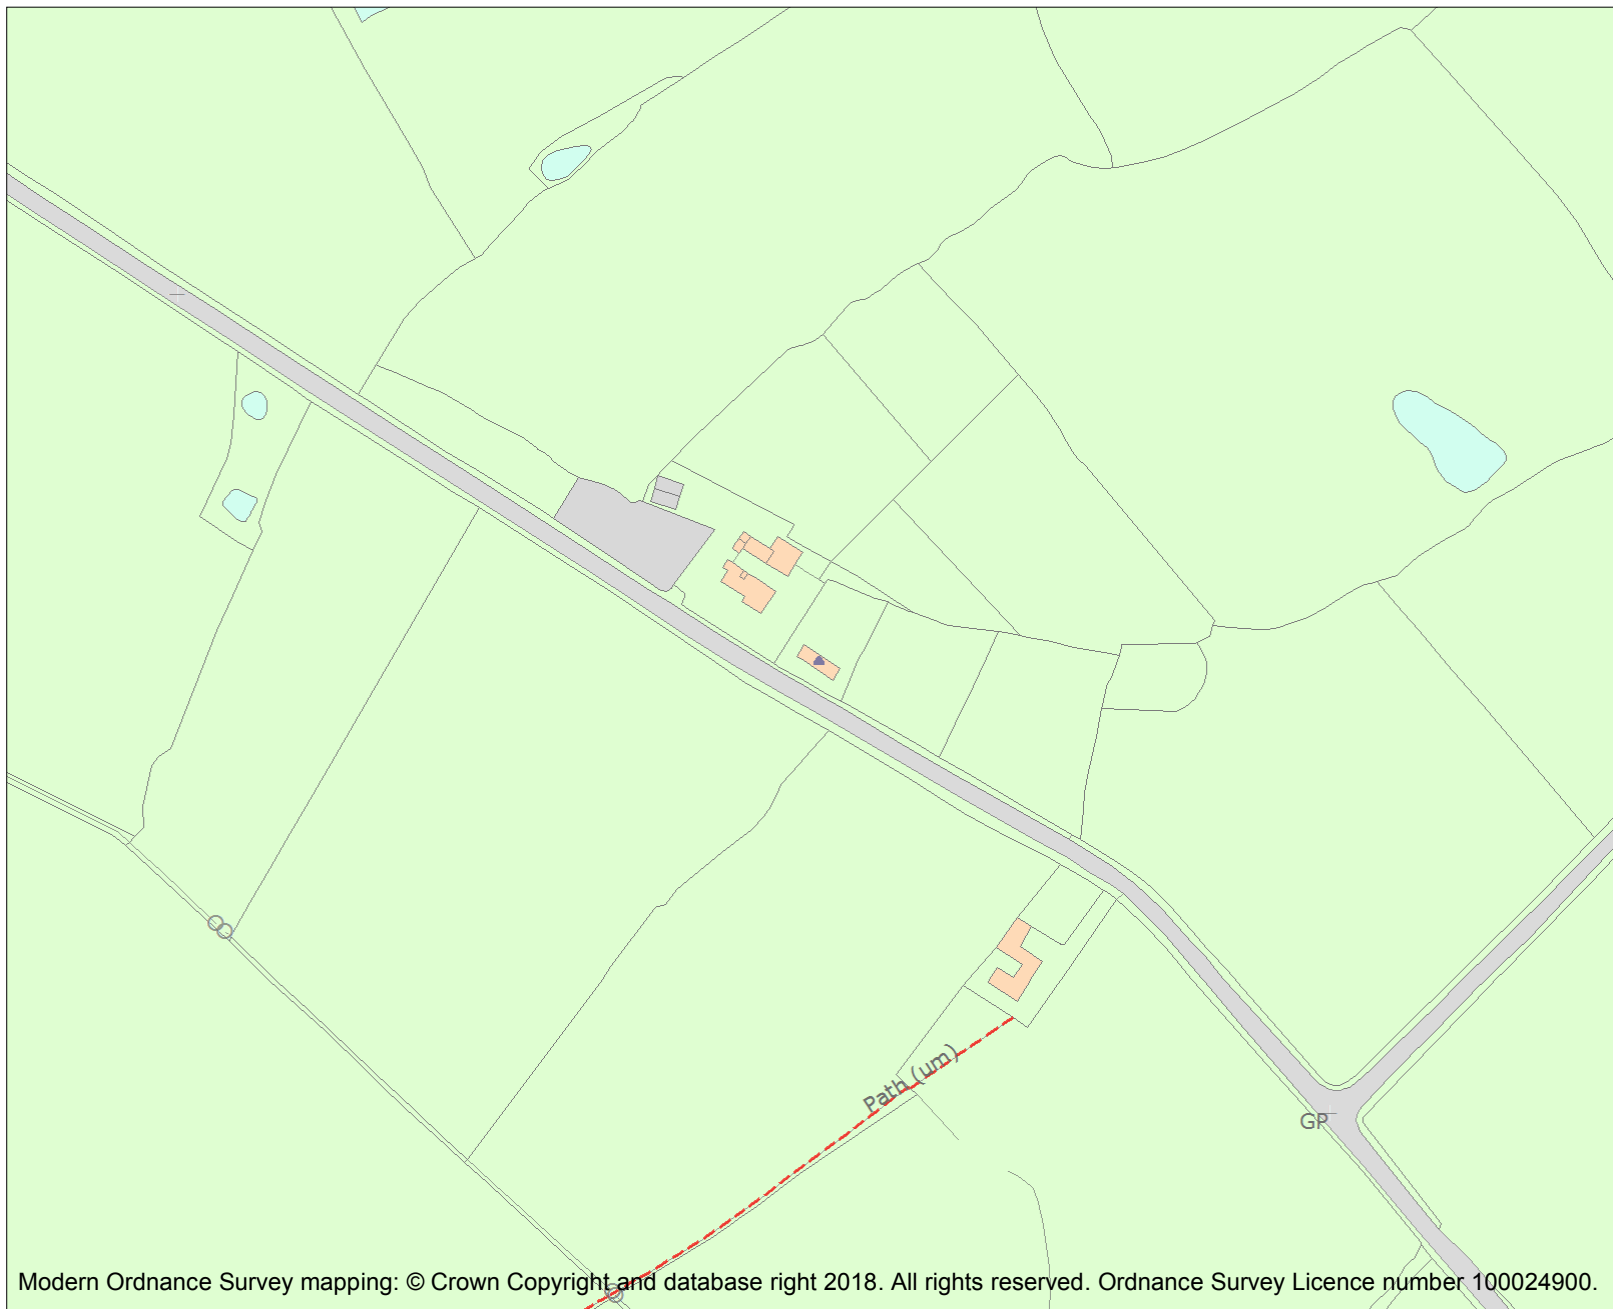 Path (um)
GP
Modern Ordnance Survey mapping: © Crown Copyright and database right 2018. All rights reserved. Ordnance Survey Licence number 100024900.